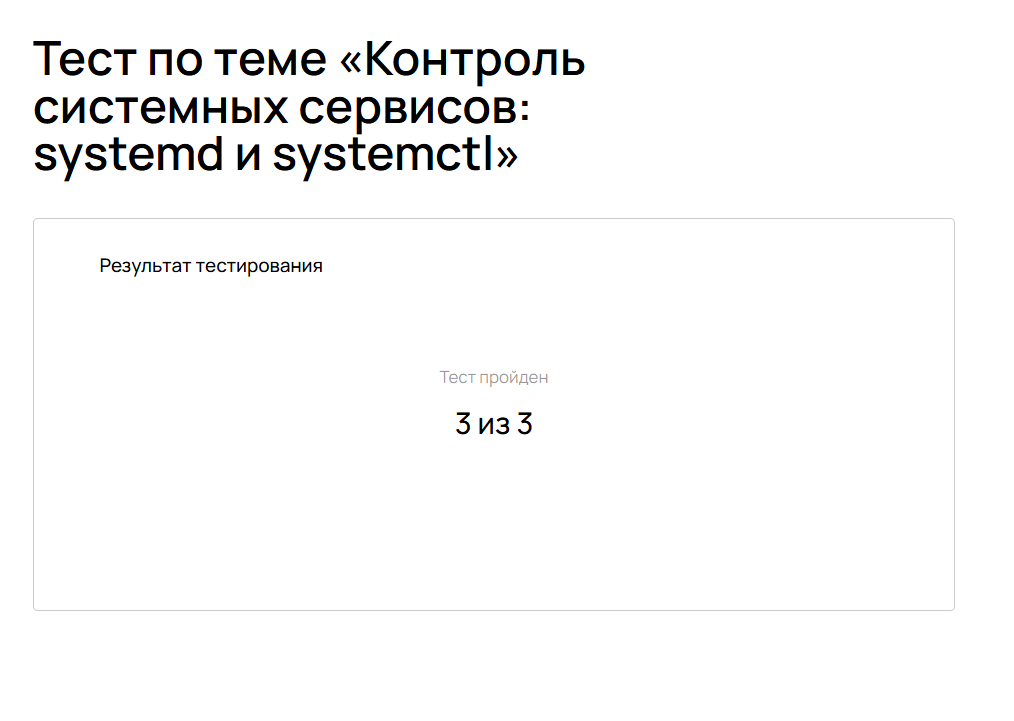 Тест по теме «Контроль
системных сервисов:
systemd и systemctl»
Результат тестирования
Тест пройден
3 из 3